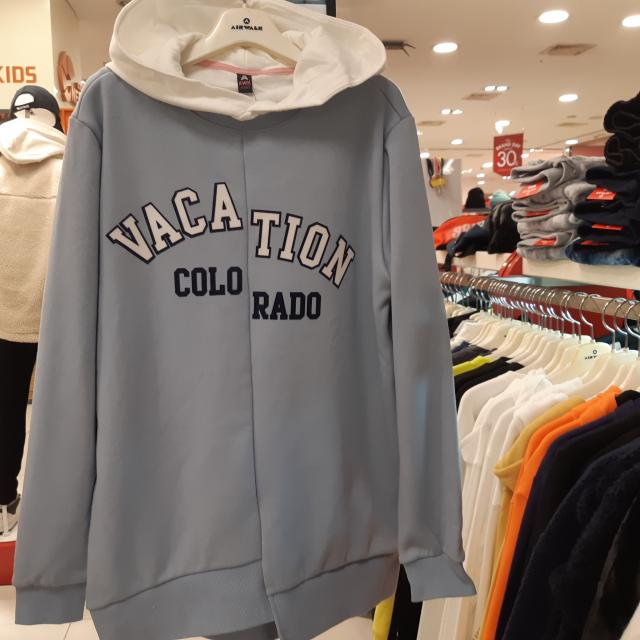 AIRWALK
KIDS
VACATION
COLORADO
30